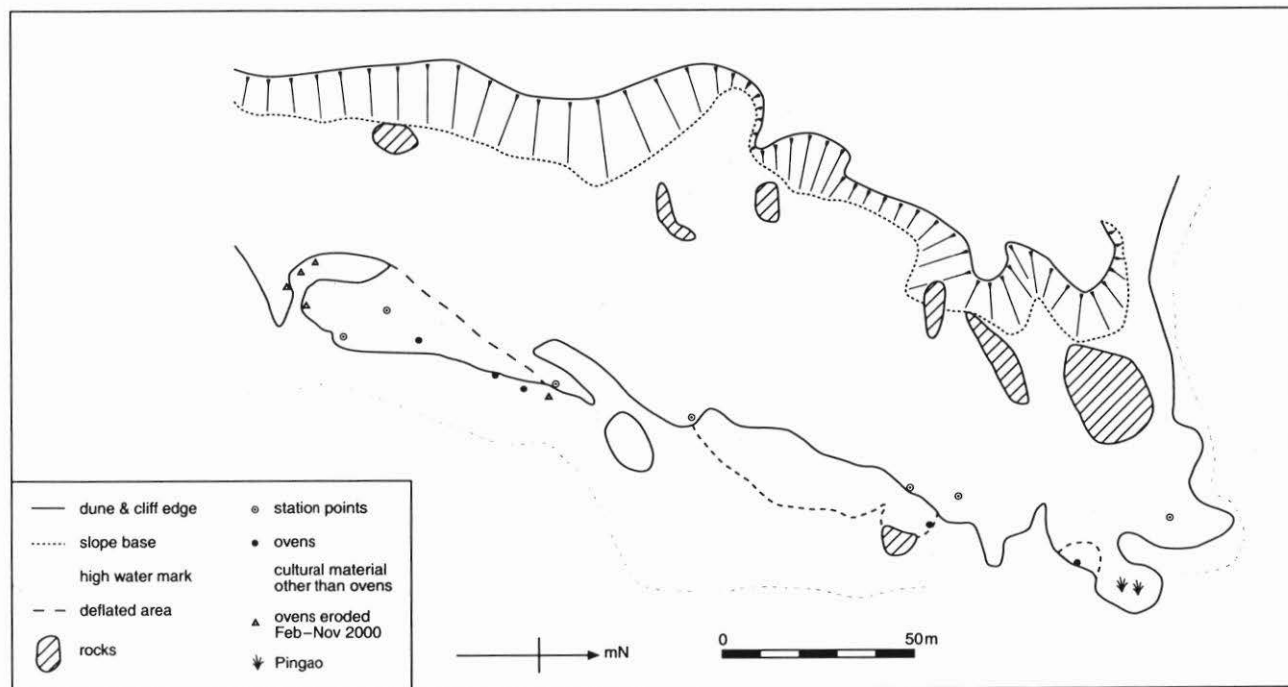 dune & cliff edge
slope base
high water mark
deflated area
rocks
station points
ovens
cultural material
other than ovens
ovens eroded
Feb–Nov 2000
Pingao
mN
0
50m